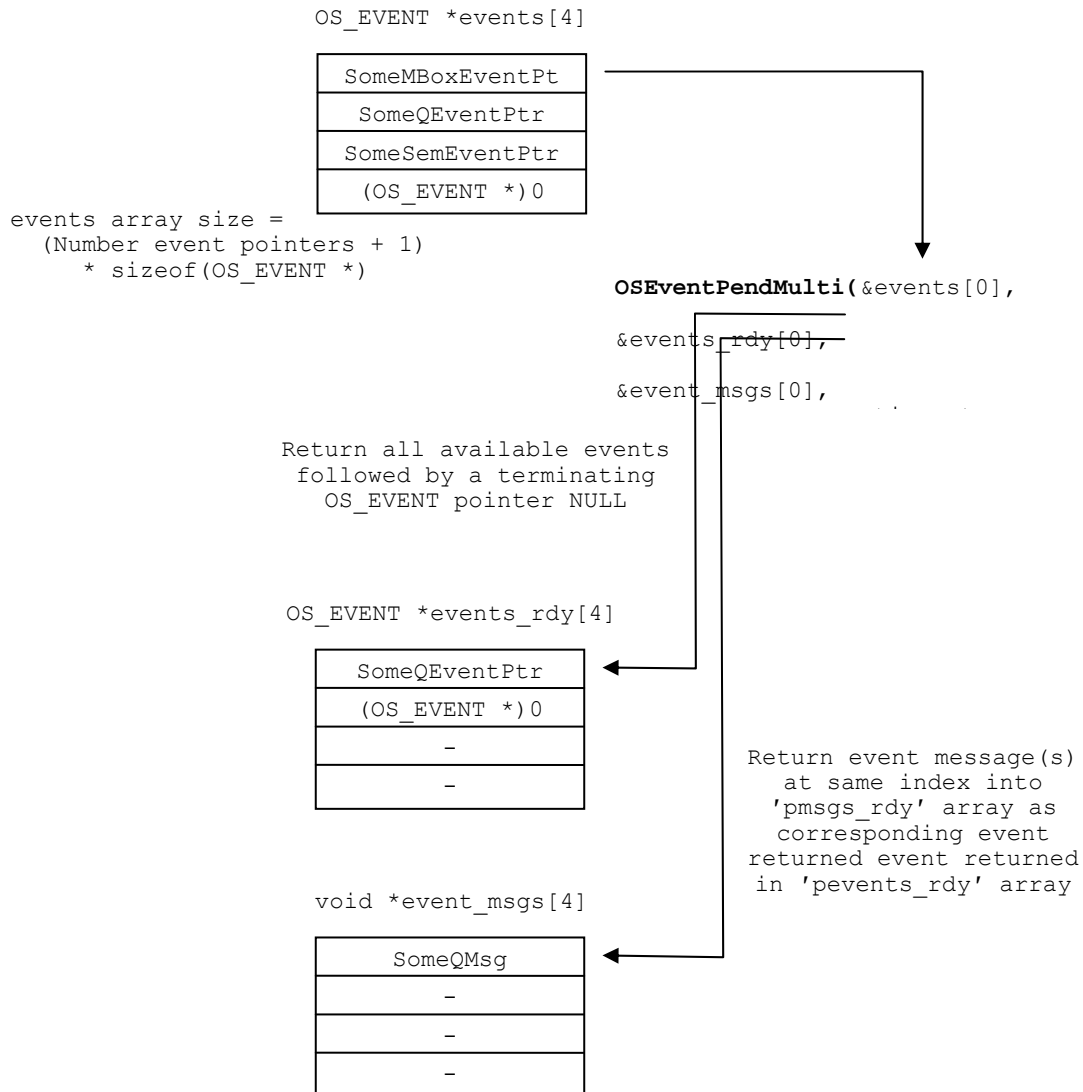 OS_EVENT *events[4]
SomeMBoxEventPt
SomeQEventPtr
SomeSemEventPtr
(OS_EVENT *)0
events array size =
(Number event pointers + 1)
* sizeof(OS_EVENT *)
OSEventPendMulti(&events[0],
&events_rdy[0],
&event_msgs[0],
Return all available events
followed by a terminating
OS_EVENT pointer NULL
OS_EVENT *events_rdy[4]
SomeQEventPtr
(OS_EVENT *)0
-
-
Return event message(s)
at same index into
'pmsgs_rdy' array as
corresponding event
returned event returned
in 'pevents_rdy' array
void *event_msgs[4]
SomeQMsg
-
-
-